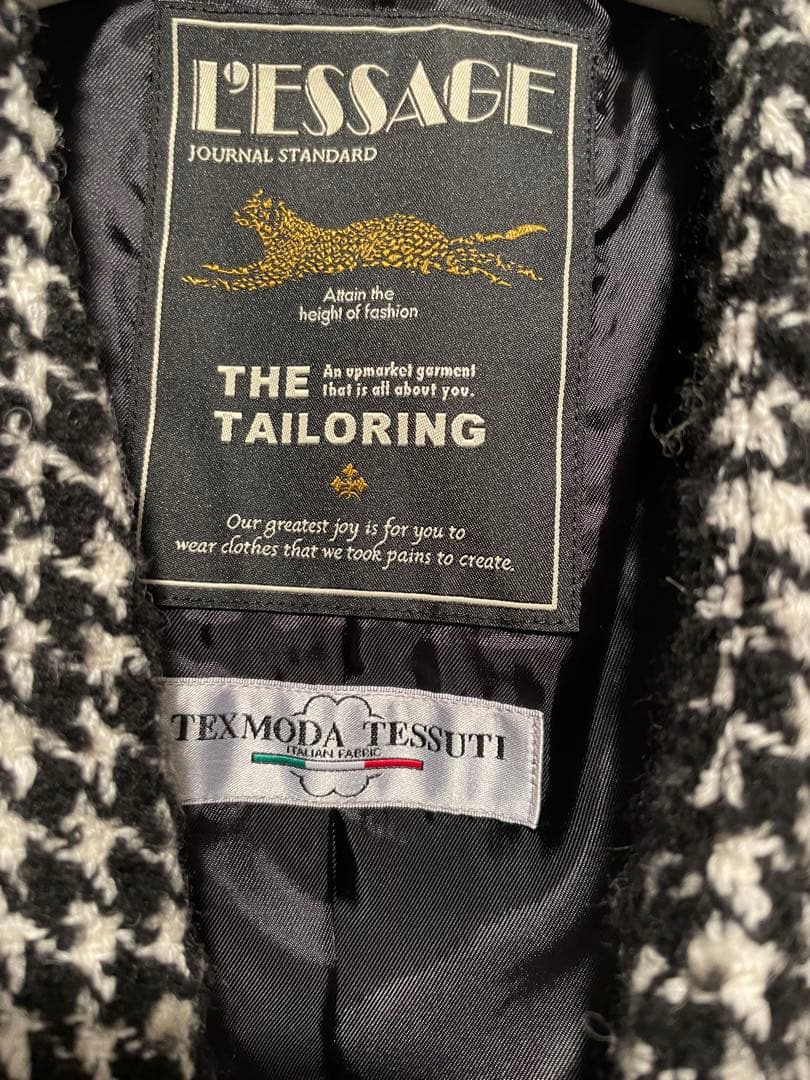 L'ESSAGE
JOURNAL STANDARD
Attain the
height of fashion
THE An upmarket garment
that is all about you.
TAILORING
Our greatest joy is for you to
wear clothes that we took pains to create.
TEXMODA TESSUTI
ITALIAN FABRIC